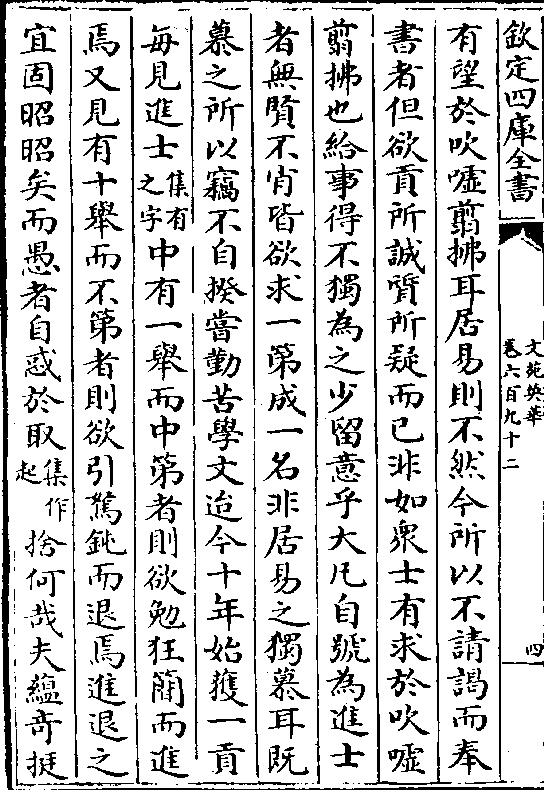 欽定四庫全書
文苑英華
卷六百九十二
四
有望於吹噓翦拂耳居易則不然今所以不請謁而奉
書者但欲貢所誠質所疑而已非如衆士有求於吹噓
翦拂也給事得不獨為之少留意乎大凡自號為進士
者無賢不肖皆欲求一第成一名非居易之獨慕耳既
慕之所以竊不自揆嘗勤苦學文迨今十年始獲一貢
每見進士集有之字中有一舉而中第者則欲勉狂簡而進
焉又見有十舉而不第者則欲引駑鈍而退焉進退之
宜固昭昭矣而愚者自惑於取集作起捨何哉夫蘊竒挺